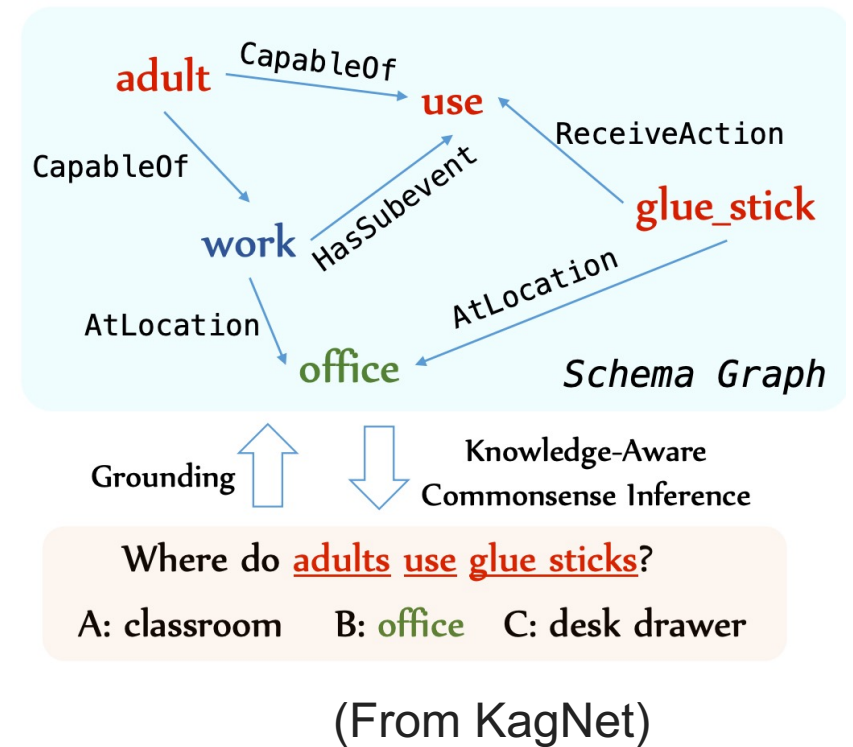 adult
CapableOf
use
CapableOf
ReceiveAction
HasSubevent
glue_stick
work
AtLocation
AtLocation
office
Schema Graph
Grounding
Knowledge-Aware
Commonsense Inference
Where do adults use glue sticks?
A: classroom B: office C: desk drawer
(From KagNet)